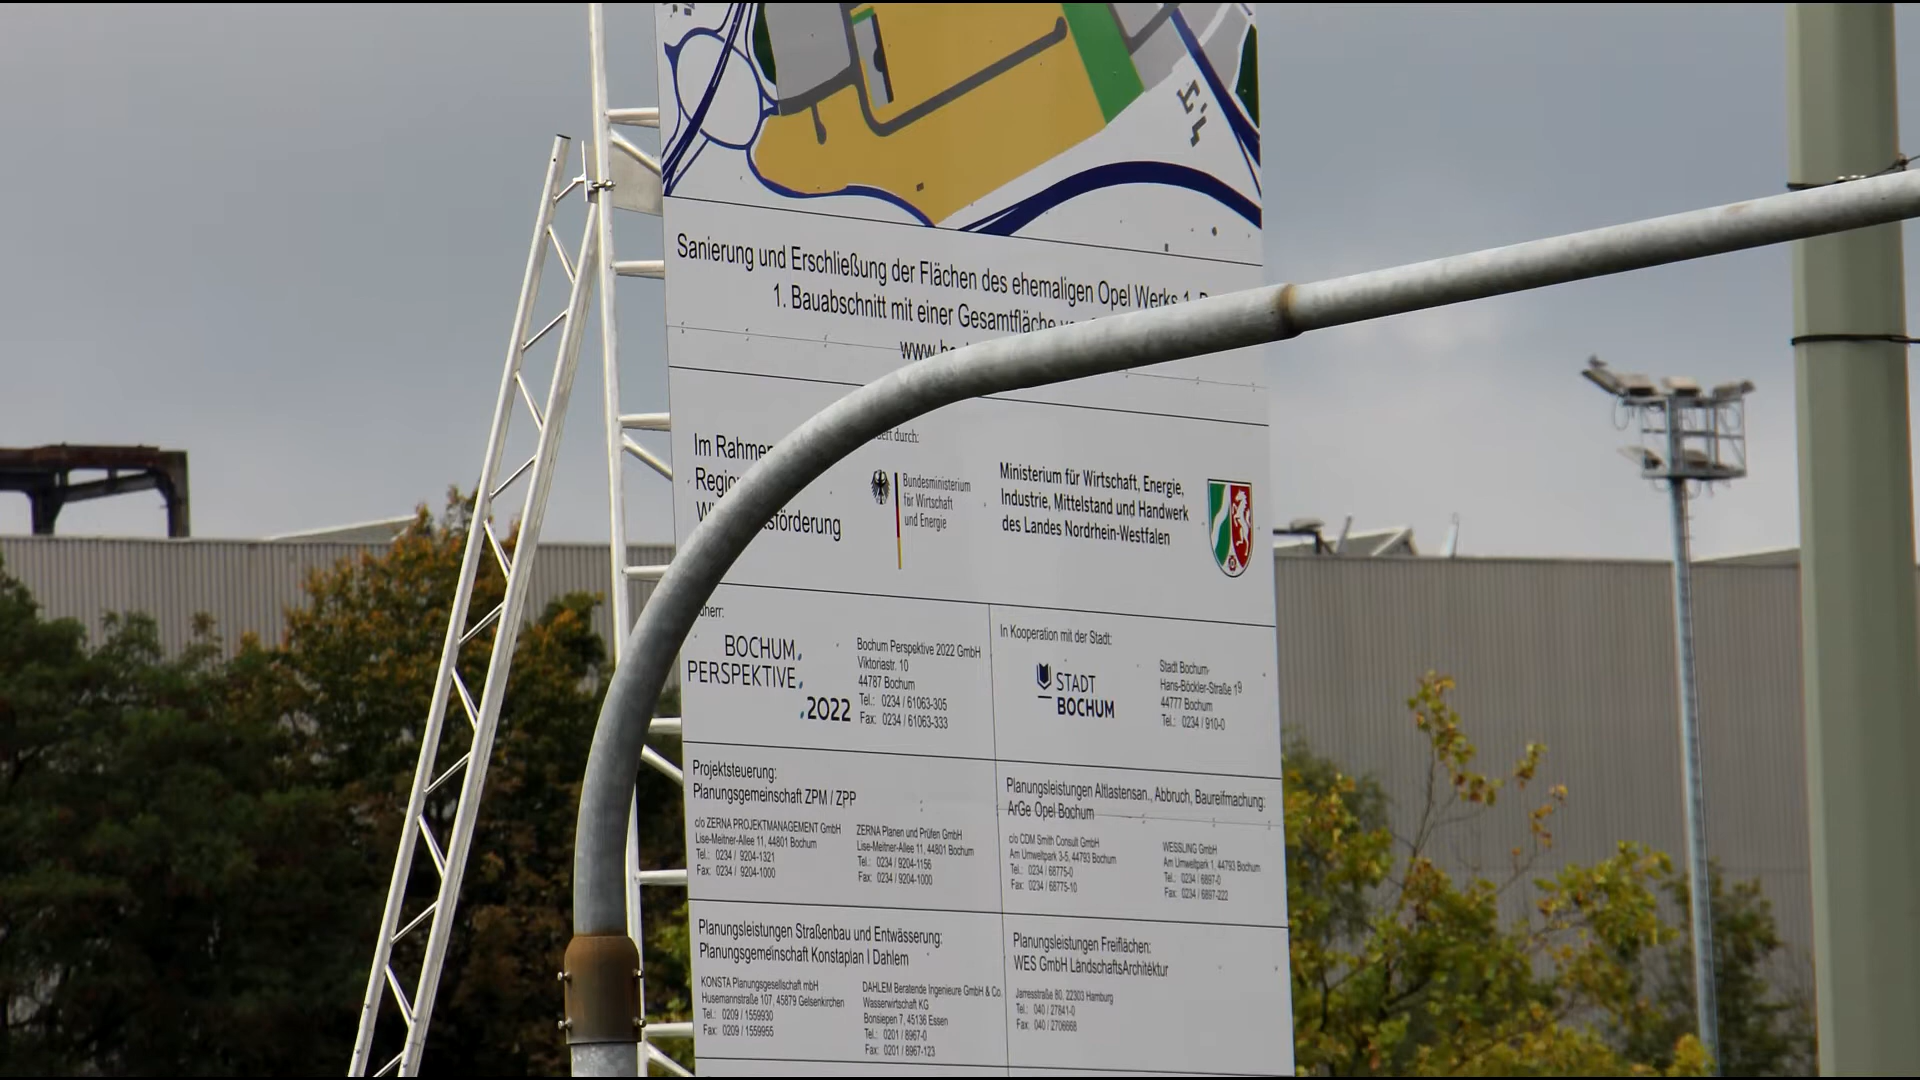 Sanierung und Erschließung der Flächen des ehemaligen Opel Werks 1
1. Bauabschnitt mit einer Gesamtfläche
www.
Im Rahmen
durch:
Bundesministerium
für Wirtschaft
und Energie
Ministerium für Wirtschaft, Energie,
Industrie, Mittelstand und Handwerk
des Landes Nordrhein-Westfalen
BOCHUM
PERSPEKTIVE
2022
Bochum Perspektive 2022 GmbH
Viktoriastr. 10
44787 Bochum
Tel.: 0234 / 61063-305
Fax: 0234 / 61063-333
In Kooperation mit der Stadt:
STADT
BOCHUM
Stadt Bochum
Hans-Böckler-Straße 19
44777 Bochum
Tel.: 0234 / 910-0
Projektsteuerung:
Planungsgemeinschaft ZPM / ZPP
c/o ZERNA PROJEKTMANAGEMENT GmbH
Lise-Meitner-Allee 11, 44801 Bochum
Tel.: 0234 / 9204-1321
Fax: 0234 / 9204-1000
ZERNA Planen und Prüfen GmbH
Lise-Meitner-Allee 11, 44801 Bochum
Tel.: 0234 / 9204-1156
Fax: 0234 / 9204-1000
Planungsleistungen Altlastensan., Abbruch, Baureifmachung:
ArGe Opel Bochum
c/o CDM Smith Consult GmbH
Am Umweltpark 3-5, 44793 Bochum
Tel.: 0234 / 68775-0
Fax: 0234 / 68775-10
WESSLING GmbH
Am Umweltpark 1, 44793 Bochum
Tel.: 0234 / 6897-0
Fax: 0234 / 6897-222
Planungsleistungen Straßenbau und Entwässerung:
Planungsgemeinschaft Konstaplan I Dahlem
KONSTA Planungsgesellschaft mbH
Husemannstraße 107, 45879 Gelsenkirchen
Tel.: 0209 / 1559930
Fax: 0209 / 1559955
DAHLEM Beratende Ingenieure GmbH & Co.
Wasserwirtschaft KG
Bonsiepen 7, 45136 Essen
Tel.: 0201 / 8967-0
Fax: 0201 / 8967-123
Planungsleistungen Freiflächen:
WES GmbH LandschaftsArchitektur
Jarresstraße 80, 22303 Hamburg
Tel.: 040 / 27841-0
Fax: 040 / 2706668